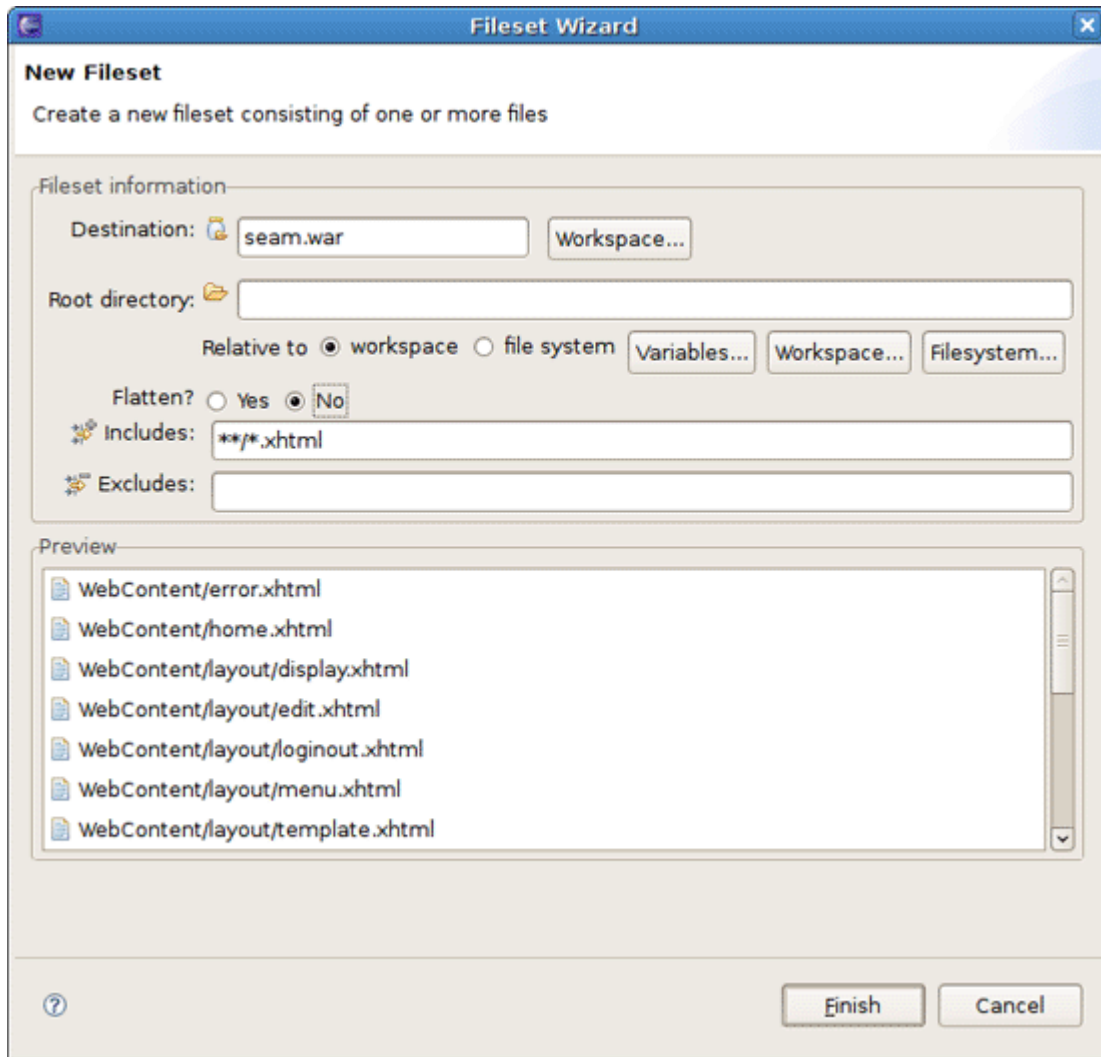 Fileset Wizard
New Fileset
Create a new fileset consisting of one or more files
Fileset information
Destination: seam.war Workspace...
Root directory:
Relative to workspace file system Variables... Workspace... Filesystem...
Flatten? Yes No
Includes: **/*.xhtml
Excludes:
Preview
WebContent/error.xhtml
WebContent/home.xhtml
WebContent/layout/display.xhtml
WebContent/layout/edit.xhtml
WebContent/layout/loginout.xhtml
WebContent/layout/menu.xhtml
WebContent/layout/template.xhtml
? Finish Cancel